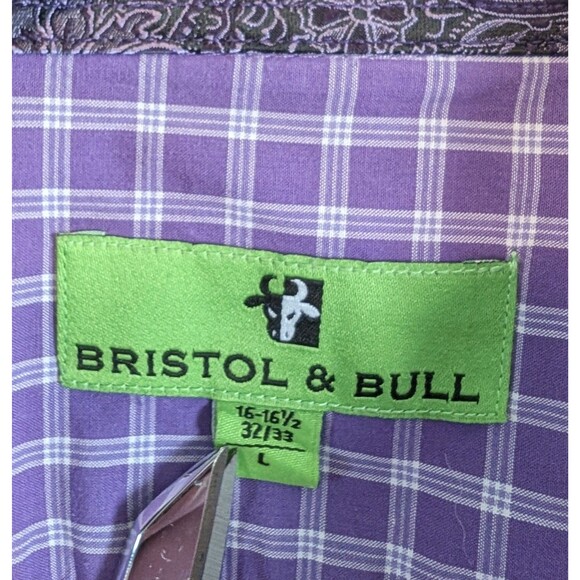 BRISTOL & BULL
16-16½
32/33
L